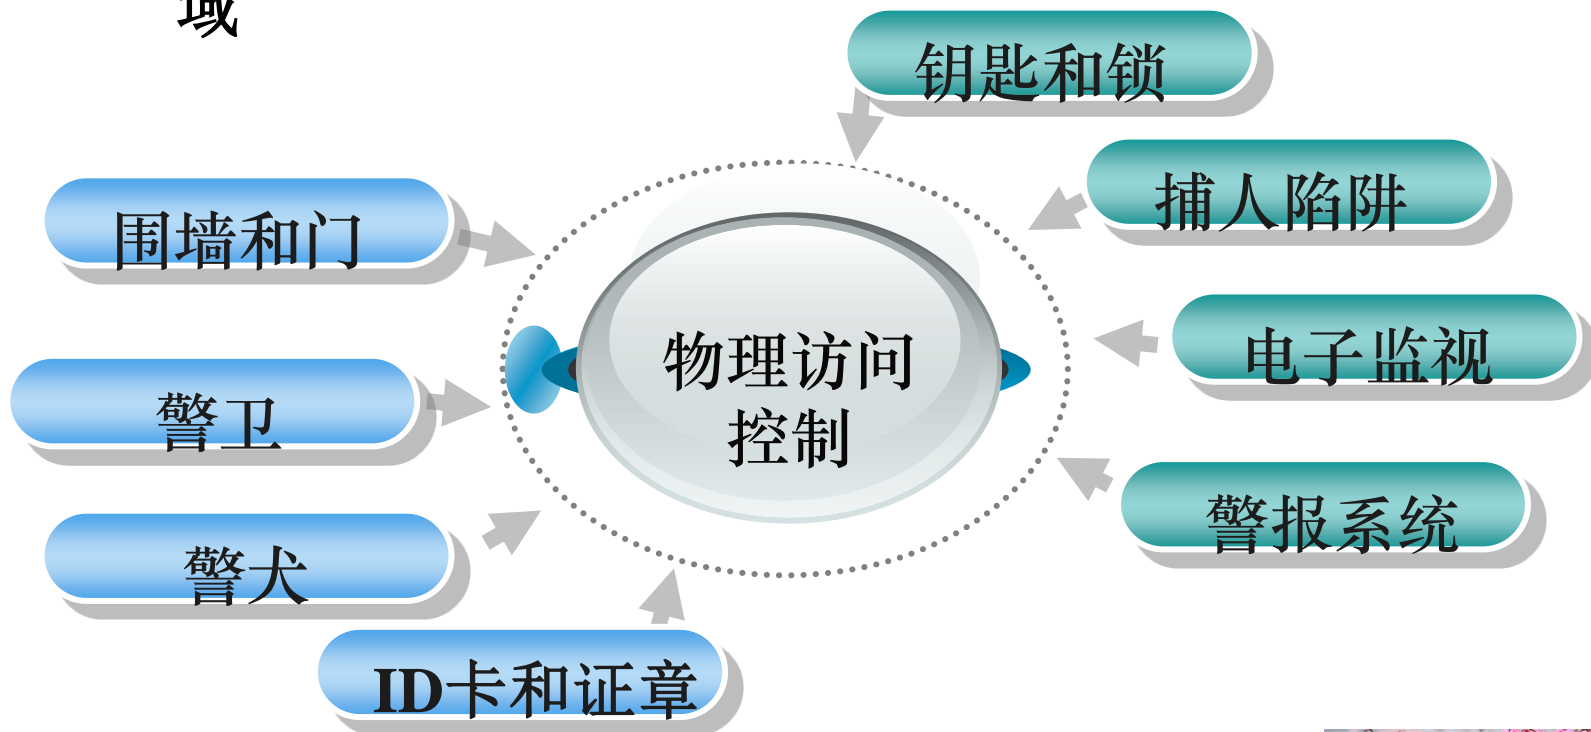 域
钥匙和锁
捕人陷阱
围墙和门
电子监视
物理访问
控制
警卫
警报系统
警犬
ID卡和证章